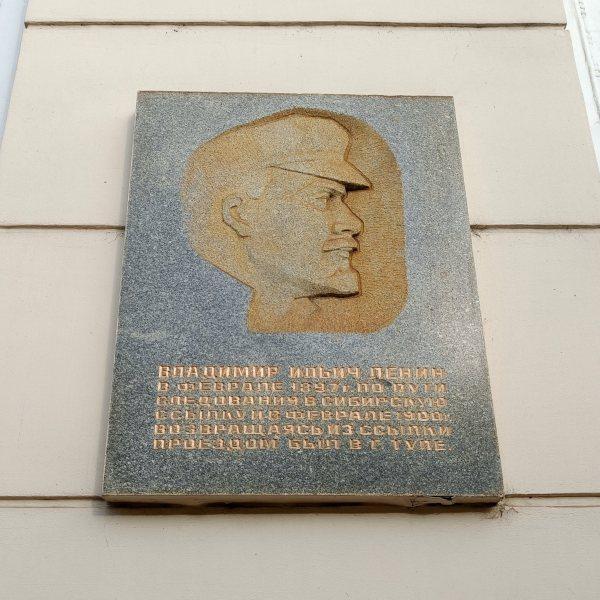 ВЛАДИМИР ИЛЬИЧ ЛЕНИН
В ФЕВРАЛЕ 1897 г. ПО ПУТИ
СЛЕДОВАНИЯ В СИБИРСКУЮ
ССЫЛКУ И В ФЕВРАЛЕ 1900 г.
ВОЗВРАЩАЯСЬ ИЗ ССЫЛКИ
ПРОЕЗДОМ БЫЛ В Г. ТУЛЕ.